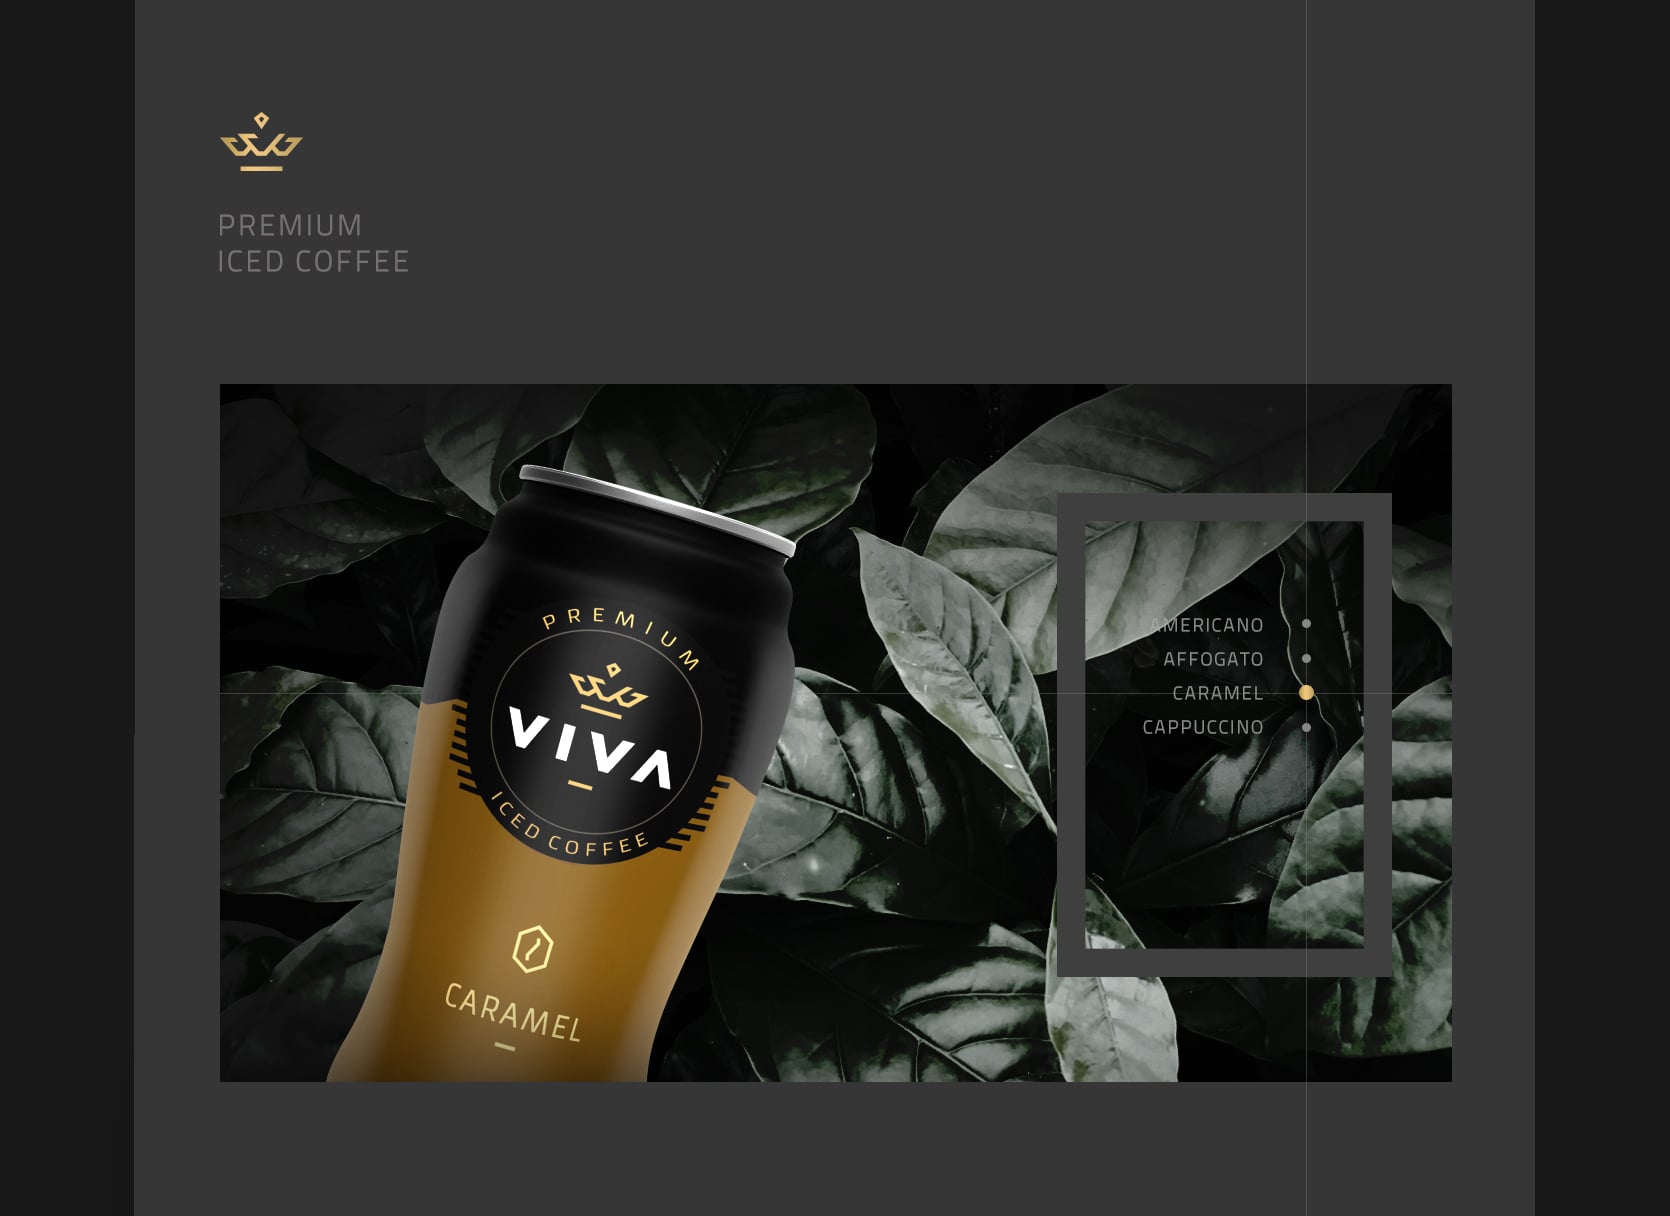 PREMIUM
ICED COFFEE
PREMIUM
VIVA
ICED COFFEE
CARAMEL
AMERICANO
AFFOGATO
CARAMEL
CAPPUCCINO